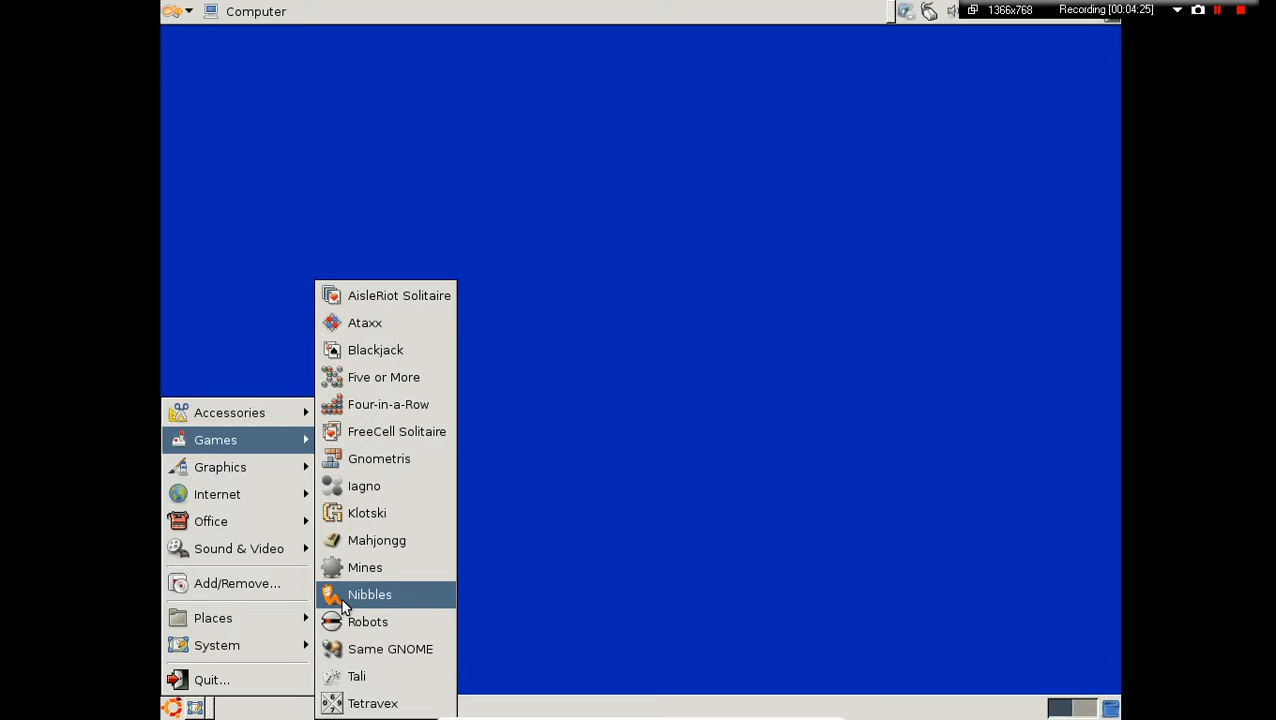 Computer
1366x768
Recording [00:04:25]
AisleRiot Solitaire
Ataxx
Blackjack
Five or More
Four-in-a-Row
FreeCell Solitaire
Gnometris
Iagno
Klotski
Mahjongg
Mines
Nibbles
Robots
Same GNOME
Tali
Tetravex
Accessories
Games
Graphics
Internet
Office
Sound & Video
Add/Remove...
Places
System
Quit...